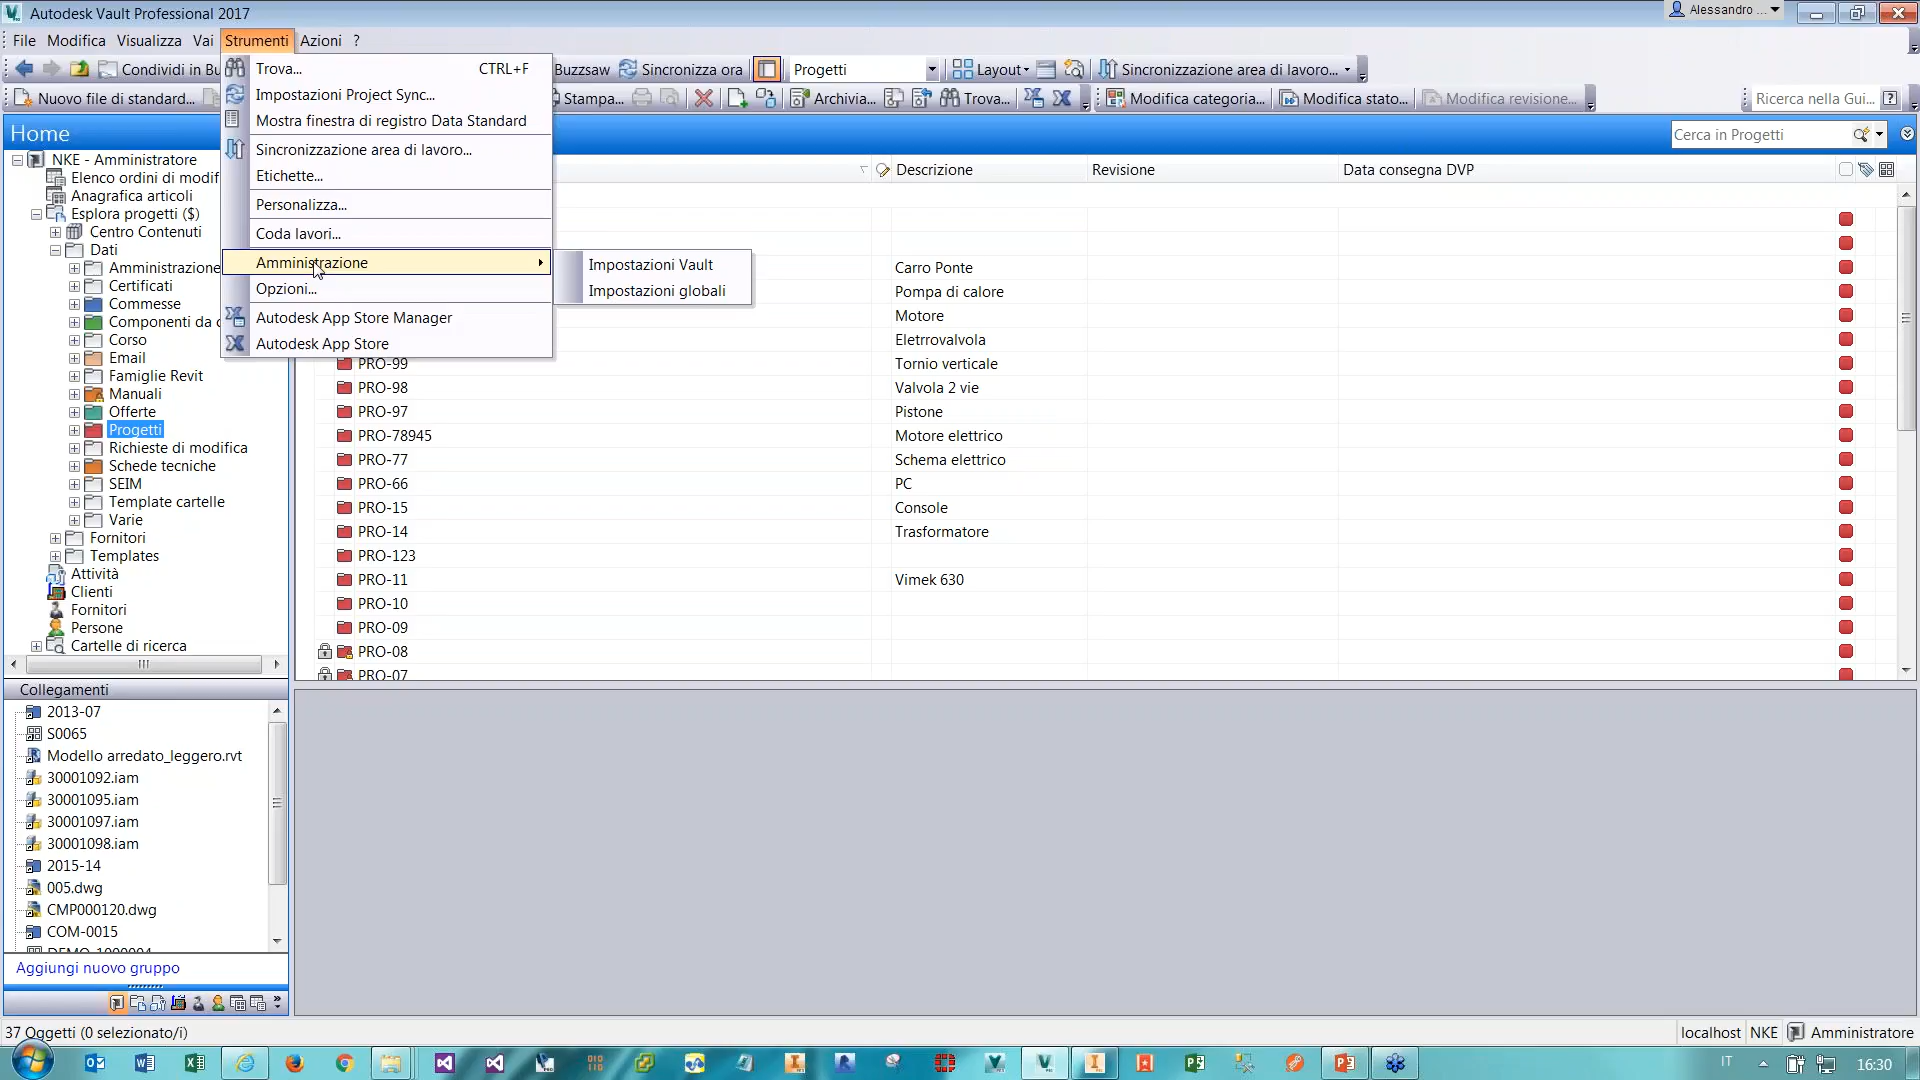 Autodesk Vault Professional 2017
Alessandro ...
File Modifica Visualizza Vai Strumenti Azioni ?
Condividi in Bu
Buzzsaw Sincronizza ora Progetti Layout Sincronizzazione area di lavoro...
Nuovo file di standard...
Stampa... Archivia... Trova... Modifica categoria... Modifica stato... Modifica revisione... Ricerca nella Gui...
Trova... CTRL+F
Impostazioni Project Sync...
Mostra finestra di registro Data Standard
Sincronizzazione area di lavoro...
Etichette...
Personalizza...
Coda lavori...
Amministrazione
Opzioni...
Autodesk App Store Manager
Autodesk App Store
Impostazioni Vault
Impostazioni globali
Home
Cerca in Progetti
NKE - Amministratore
Elenco ordini di modif
Anagrafica articoli
Esplora progetti ($)
Centro Contenuti
Dati
Amministrazione
Certificati
Commesse
Componenti da c
Corso
Email
Famiglie Revit
Manuali
Offerte
Progetti
Richieste di modifica
Schede tecniche
SEIM
Template cartelle
Varie
Fornitori
Templates
Attività
Clienti
Fornitori
Persone
Cartelle di ricerca
Descrizione Revisione Data consegna DVP
Carro Ponte
Pompa di calore
Motore
Eletrrovalvola
PRO-99 Tornio verticale
PRO-98 Valvola 2 vie
PRO-97 Pistone
PRO-78945 Motore elettrico
PRO-77 Schema elettrico
PRO-66 PC
PRO-15 Console
PRO-14 Trasformatore
PRO-123
PRO-11 Vimek 630
PRO-10
PRO-09
PRO-08
PRO-07
Collegamenti
2013-07
S0065
Modello arredato_leggero.rvt
30001092.iam
30001095.iam
30001097.iam
30001098.iam
2015-14
005.dwg
CMP000120.dwg
COM-0015
DEMO-1000004
Aggiungi nuovo gruppo
37 Oggetti (0 selezionato/i)
localhost NKE Amministratore
IT 16:30